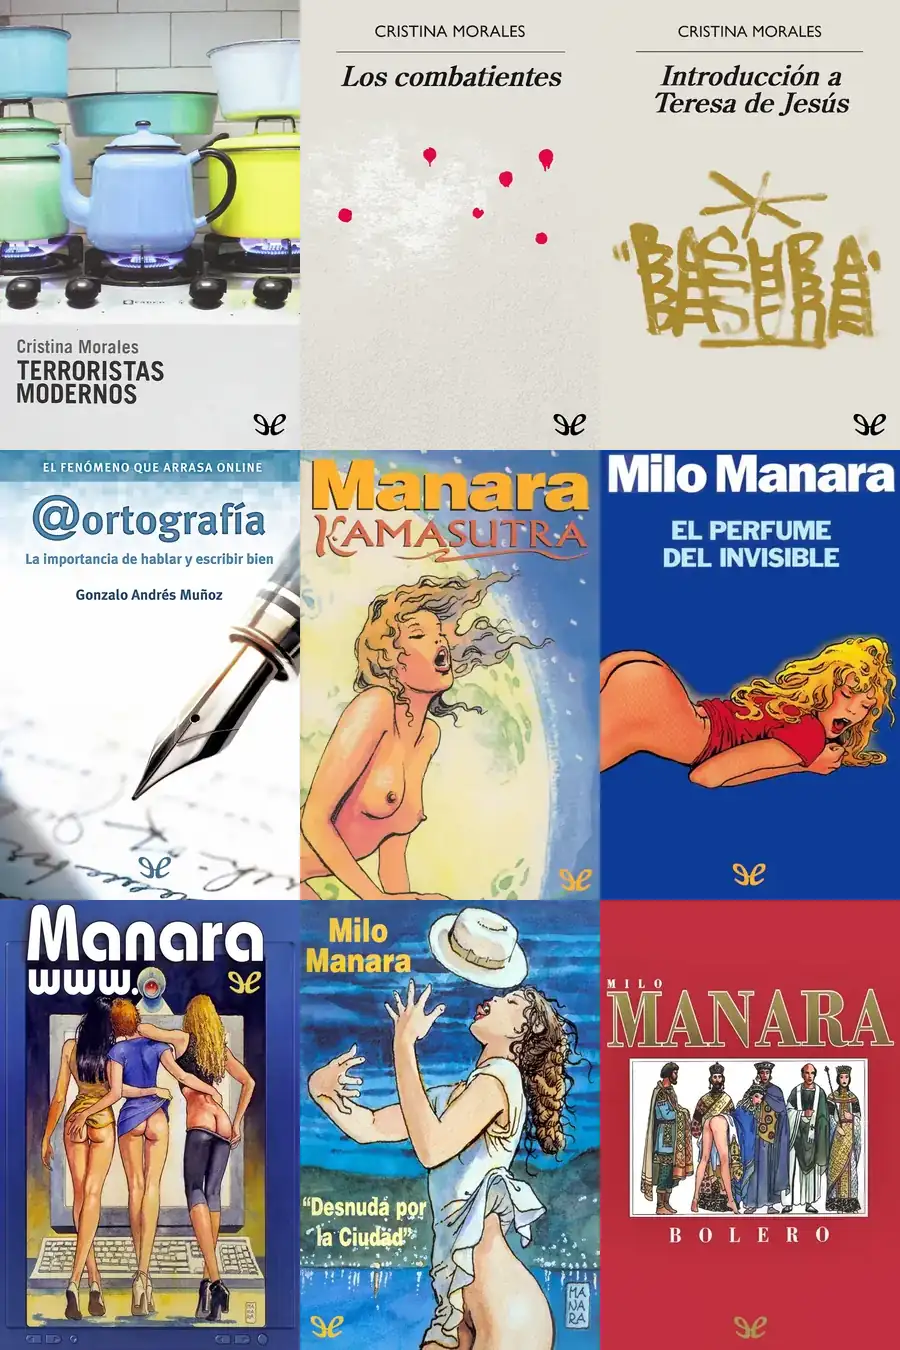 Cristina Morales
TERRORISTAS
MODERNOS
CRISTINA MORALES
Los combatientes
CRISTINA MORALES
Introducción a
Teresa de Jesús
"BASURA"
BASURA
EL FENÓMENO QUE ARRASA ONLINE
@ortografía
La importancia de hablar y escribir bien
Gonzalo Andrés Muñoz
Manara
KAMASUTRA
Milo Manara
EL PERFUME
DEL INVISIBLE
Manara
www.
MANARA
Milo
Manara
"Desnuda por
la Ciudad"
MANARA
MILO
MANARA
BOLERO